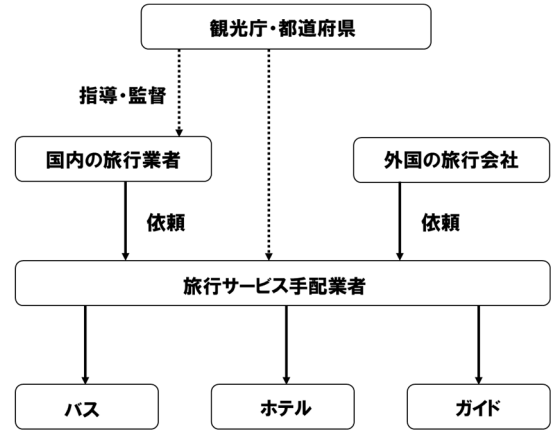 観光庁・都道府県
指導・監督
国内の旅行業者
外国の旅行会社
依頼
依頼
旅行サービス手配業者
バス
ホテル
ガイド